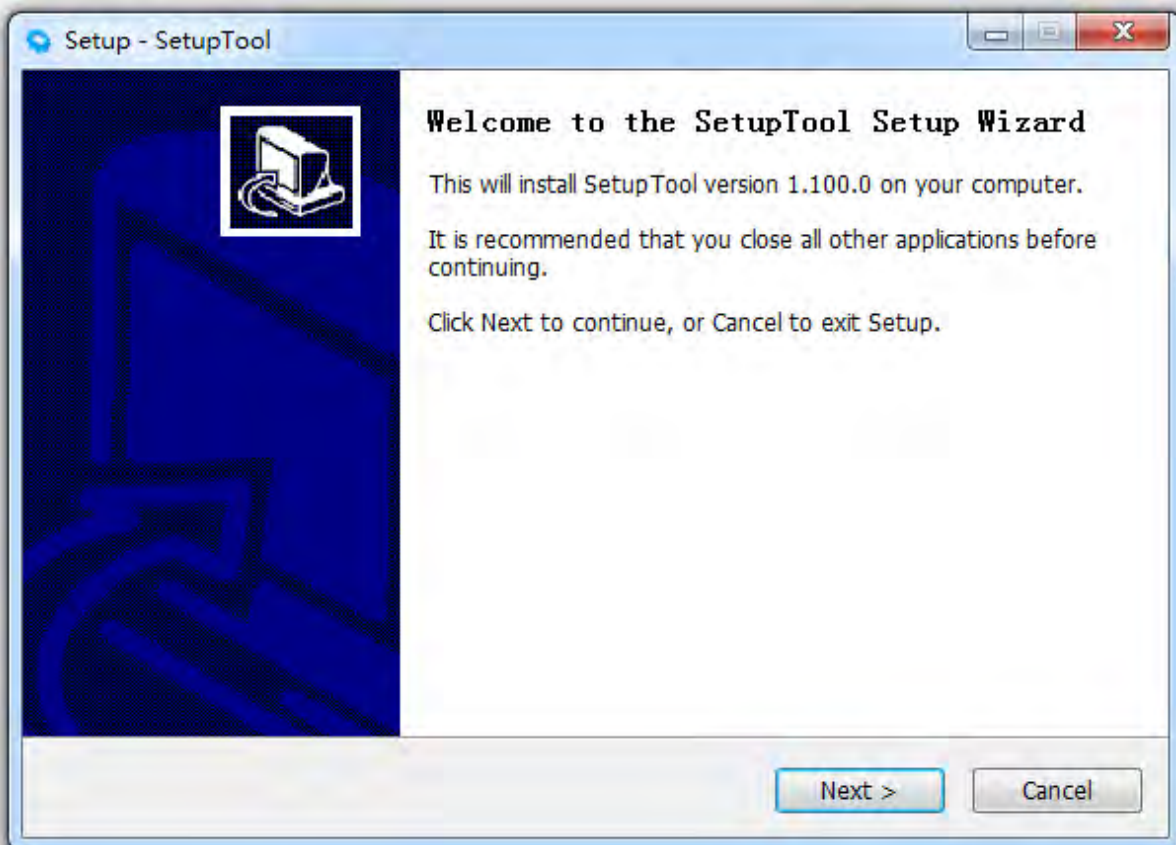 Setup - SetupTool
Welcome to the SetupTool Setup Wizard
This will install SetupTool version 1.100.0 on your computer.
It is recommended that you close all other applications before
continuing.
Click Next to continue, or Cancel to exit Setup.
Next >
Cancel